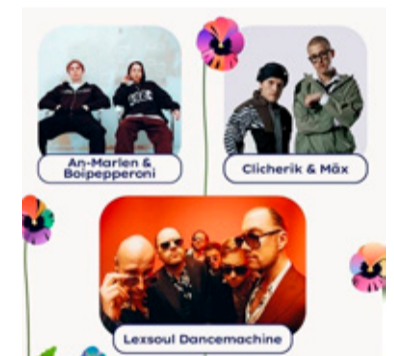 An-Marlen &
Boipepperoni
Clicherik & Mäx
Lexsoul Dancemachine